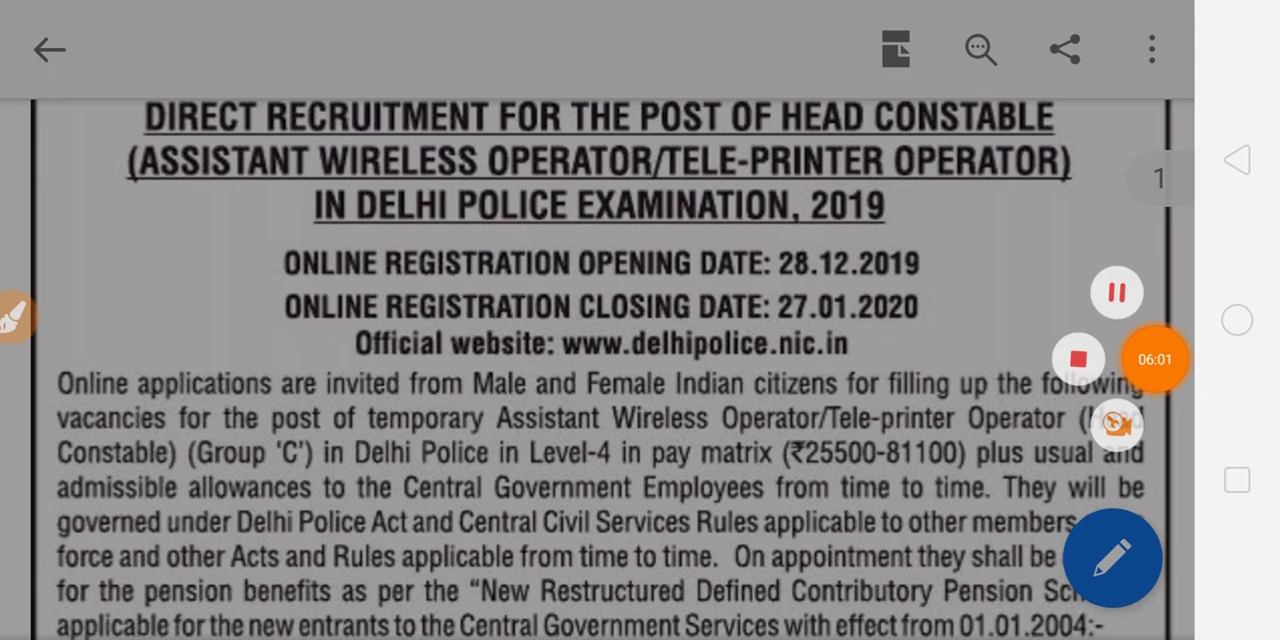 DIRECT RECRUITMENT FOR THE POST OF HEAD CONSTABLE
(ASSISTANT WIRELESS OPERATOR/TELE-PRINTER OPERATOR)
1
IN DELHI POLICE EXAMINATION, 2019
ONLINE REGISTRATION OPENING DATE: 28.12.2019
ONLINE REGISTRATION CLOSING DATE: 27.01.2020
Official website: www.delhipolice.nic.in
06:01
Online applications are invited from Male and Female Indian citizens for filling up the following
vacancies for the post of temporary Assistant Wireless Operator/Tele-printer Operator (
Constable) (Group 'C') in Delhi Police in Level-4 in pay matrix (₹25500-81100) plus usual and
admissible allowances to the Central Government Employees from time to time. They will be
governed under Delhi Police Act and Central Civil Services Rules applicable to other members
force and other Acts and Rules applicable from time to time. On appointment they shall be
for the pension benefits as per the “New Restructured Defined Contributory Pension
applicable for the new entrants to the Central Government Services with effect from 01.01.2004:-